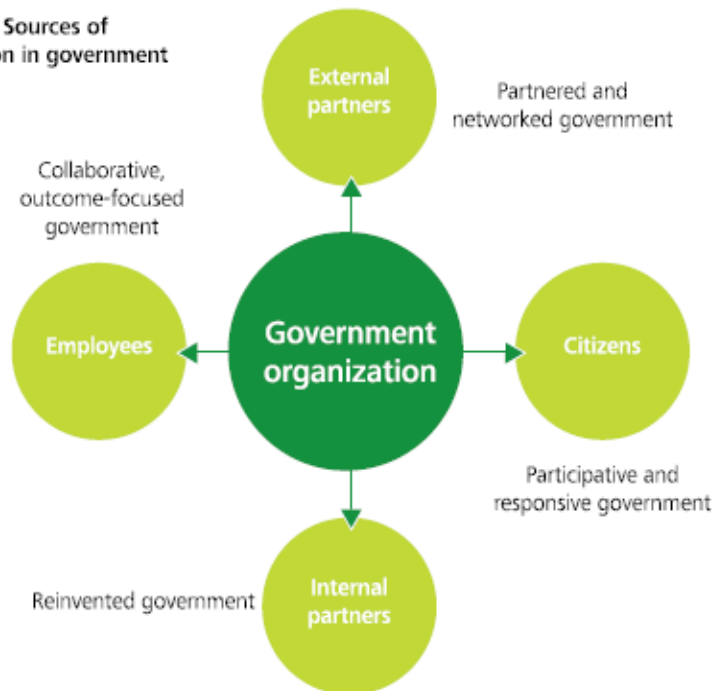 Sources of
on in government
External
partners
Partnered and
networked government
Collaborative,
outcome-focused
government
Employees
Government
organization
Citizens
Participative and
responsive government
Reinvented government
Internal
partners